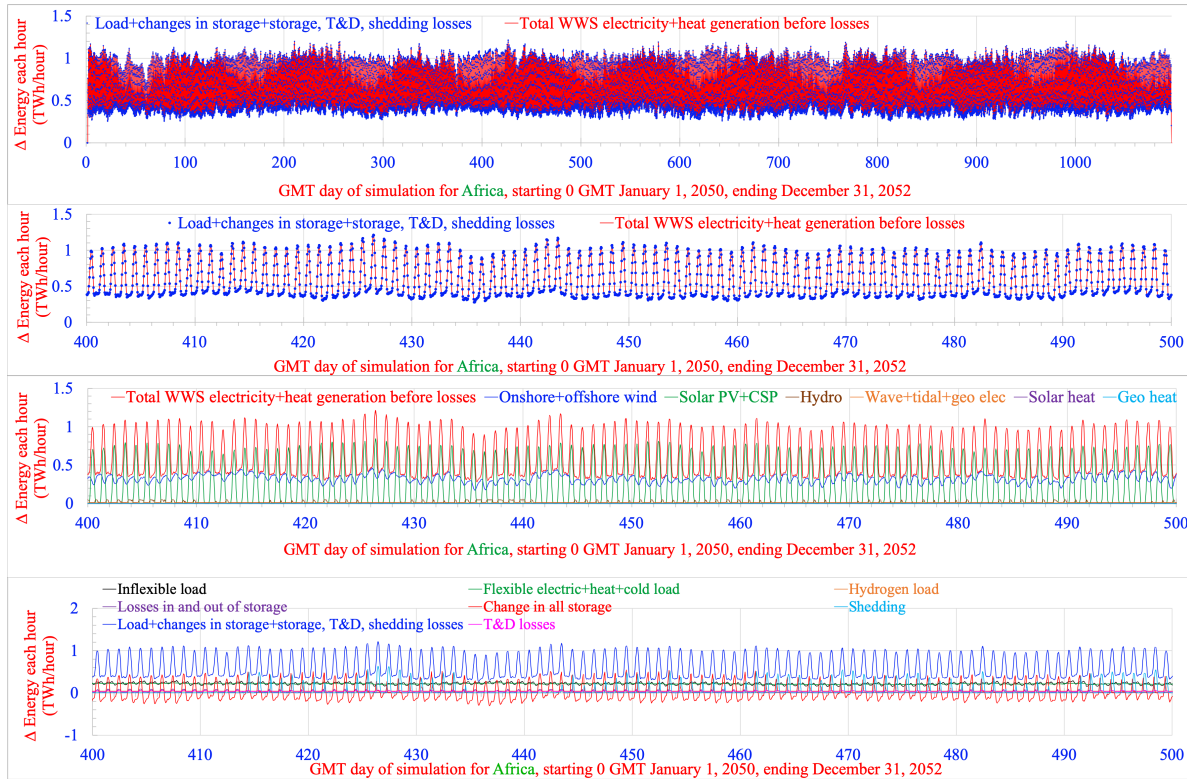 Load+changes in storage+storage, T&D, shedding losses Total WWS electricity+heat generation before losses
Δ Energy each hour
(TWh/hour)
1.5
1
0.5
0
0 100 200 300 400 500 600 700 800 900 1000
GMT day of simulation for Africa, starting 0 GMT January 1, 2050, ending December 31, 2052
Load+changes in storage+storage, T&D, shedding losses Total WWS electricity+heat generation before losses
Δ Energy each hour
(TWh/hour)
1.5
1
0.5
0
400 410 420 430 440 450 460 470 480 490 500
GMT day of simulation for Africa, starting 0 GMT January 1, 2050, ending December 31, 2052
Total WWS electricity+heat generation before losses Onshore+offshore wind Solar PV+CSP Hydro Wave+tidal+geo elec Solar heat Geo heat
Δ Energy each hour
(TWh/hour)
1.5
1
0.5
0
400 410 420 430 440 450 460 470 480 490 500
GMT day of simulation for Africa, starting 0 GMT January 1, 2050, ending December 31, 2052
Inflexible load Flexible electric+heat+cold load Hydrogen load
Losses in and out of storage Change in all storage Shedding
Load+changes in storage+storage, T&D, shedding losses T&D losses
Δ Energy each hour
(TWh/hour)
2
1
0
-1
400 410 420 430 440 450 460 470 480 490 500
GMT day of simulation for Africa, starting 0 GMT January 1, 2050, ending December 31, 2052